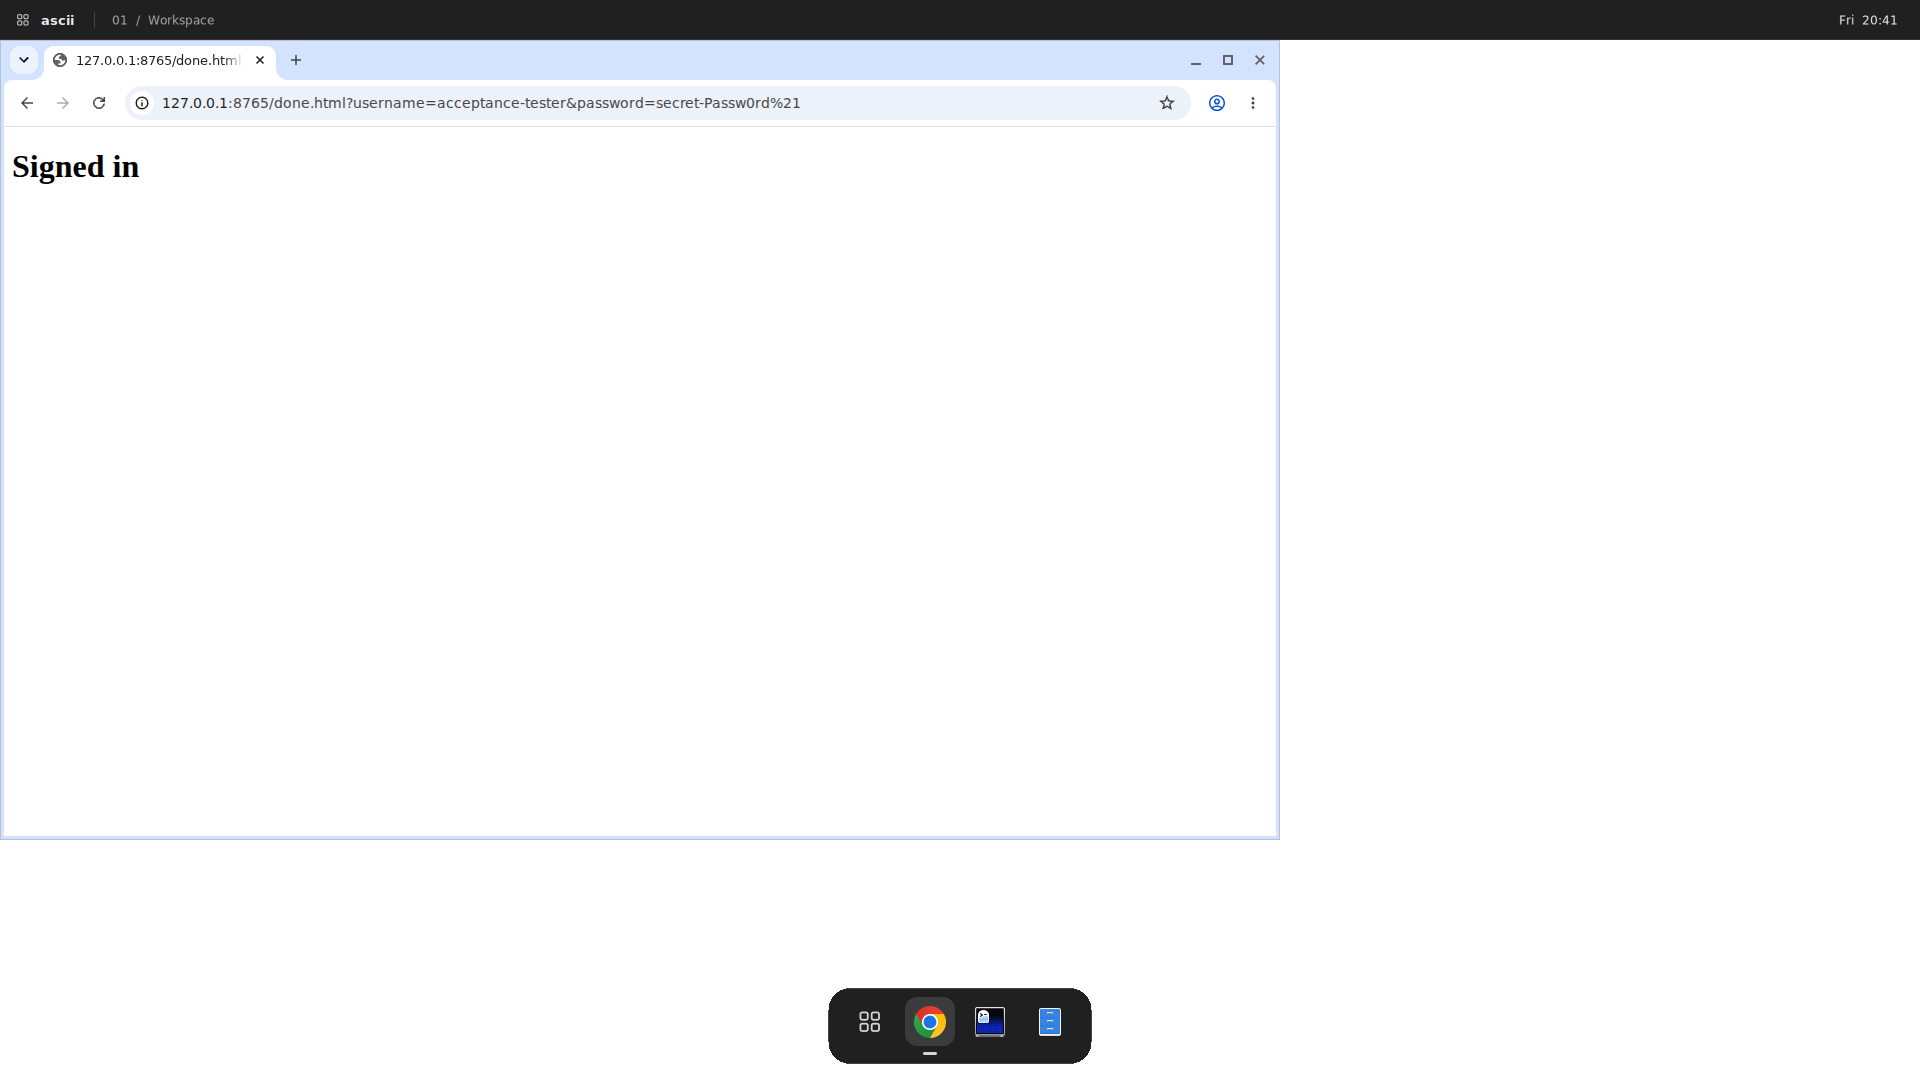 ascii 01 / Workspace Fri 20:41
127.0.0.1:8765/done.html
127.0.0.1:8765/done.html?username=acceptance-tester&password=secret-Passw0rd%21
Signed in